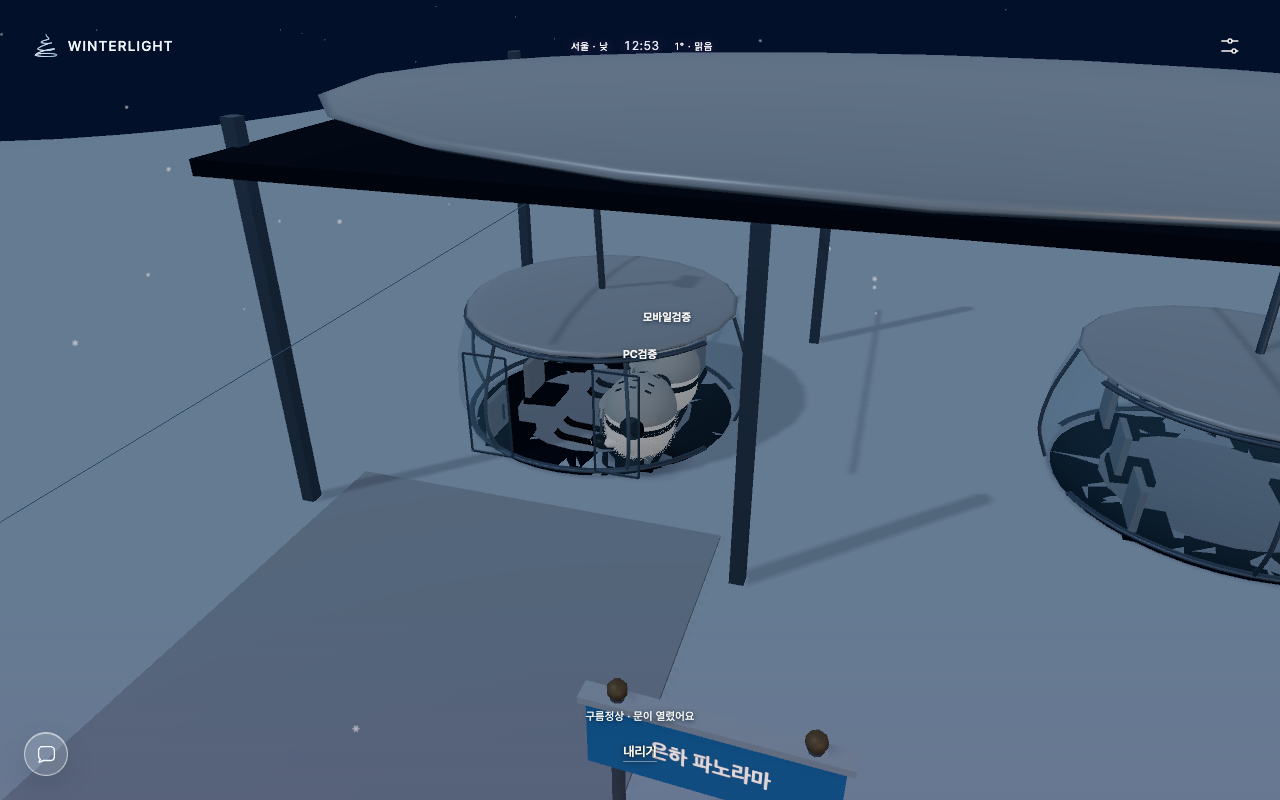 WINTERLIGHT
서울 · 낮 12:53 1° · 맑음
모바일검증
PC검증
구름정상 · 문이 열렸어요
내리기
은하 파노라마